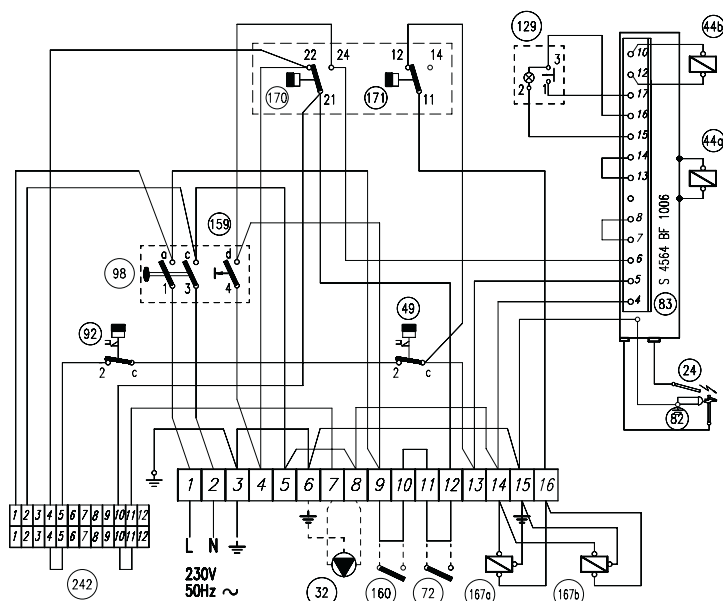 129
44b
22 24 12 14
10
12
3
2 1
170
171
21
11
17
16
15
14
13
44a
8
7
6
5
4
S 4564 BF 1006
83
159
a c d
98
1 3 4
92
49
2 c
2 c
24
82
1 2 3 4 5 6 7 8 9 10 11 12 13 14 15 16
1 2 3 4 5 6 7 8 9 10 11 12
1 2 3 4 5 6 7 8 9 10 11 12
L N
230V
50Hz ~
242
32
160
72
167a
167b